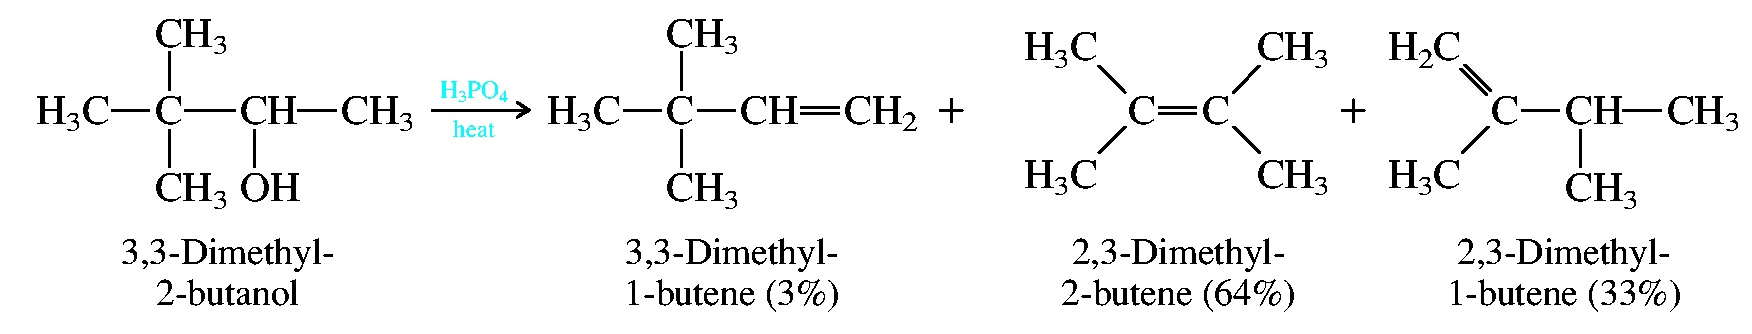 CH₃ CH₃ H₃C CH₃ H₂C
H₃C C CH CH₃ H₃PO₄ heat H₃C C CH CH₂ + C C + C CH CH₃
CH₃ OH CH₃ H₃C CH₃ H₃C CH₃
3,3-Dimethyl-
2-butanol
3,3-Dimethyl-
1-butene (3%)
2,3-Dimethyl-
2-butene (64%)
2,3-Dimethyl-
1-butene (33%)